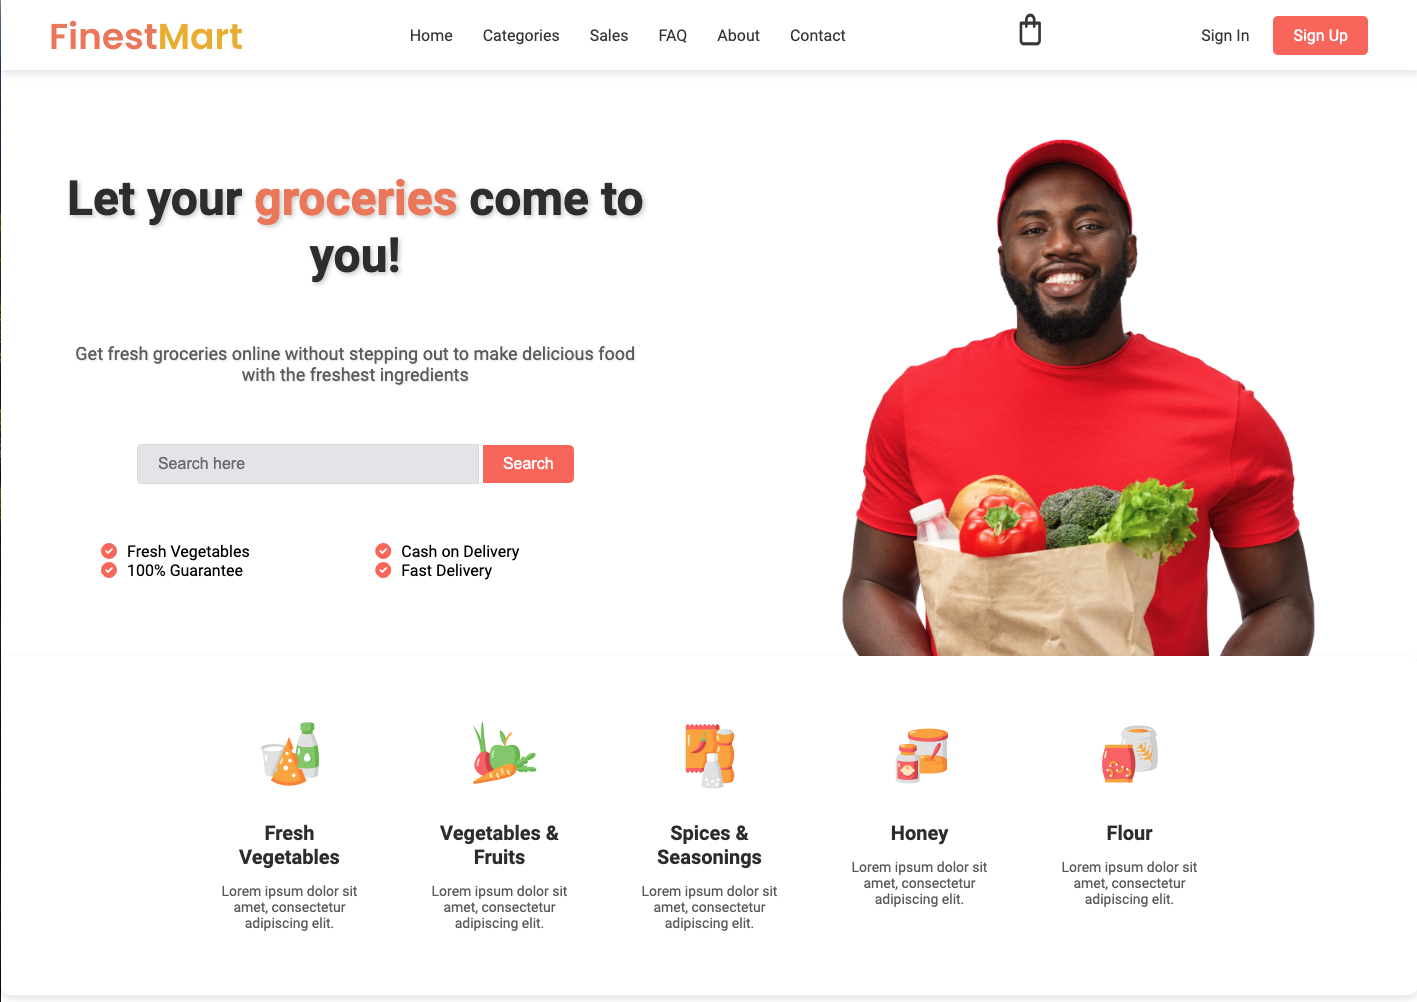 FinestMart
Home
Categories
Sales
FAQ
About
Contact
Sign In
Sign Up
Let your groceries come to
you!
Get fresh groceries online without stepping out to make delicious food
with the freshest ingredients
Search here
Search
Fresh Vegetables
100% Guarantee
Cash on Delivery
Fast Delivery
Fresh
Vegetables
Lorem ipsum dolor sit
amet, consectetur
adipiscing elit.
Vegetables &
Fruits
Lorem ipsum dolor sit
amet, consectetur
adipiscing elit.
Spices &
Seasonings
Lorem ipsum dolor sit
amet, consectetur
adipiscing elit.
Honey
Lorem ipsum dolor sit
amet, consectetur
adipiscing elit.
Flour
Lorem ipsum dolor sit
amet, consectetur
adipiscing elit.